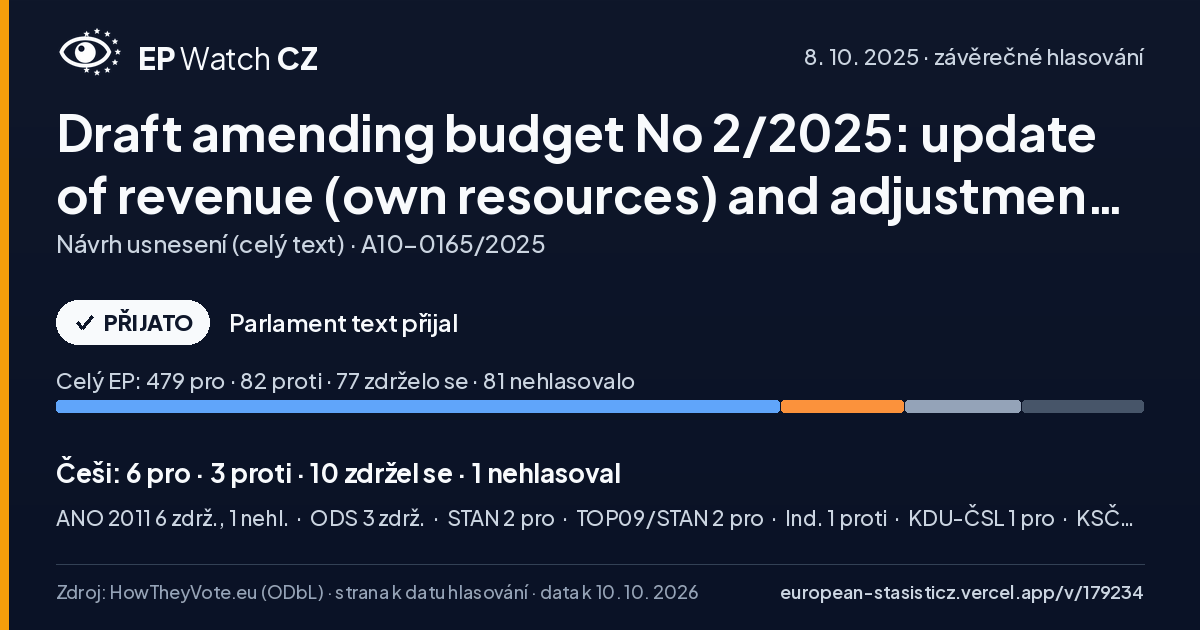 EP Watch CZ
8. 10. 2025 · závěrečné hlasování
Draft amending budget No 2/2025: update
of revenue (own resources) and adjustmen…
Návrh usnesení (celý text) · A10-0165/2025
✓ PŘIJATO Parlament text přijal
Celý EP: 479 pro · 82 proti · 77 zdrželo se · 81 nehlasovalo
Češi: 6 pro · 3 proti · 10 zdržel se · 1 nehlasoval
ANO 2011 6 zdrž., 1 nehl. · ODS 3 zdrž. · STAN 2 pro · TOP09/STAN 2 pro · Ind. 1 proti · KDU-ČSL 1 pro · KSČ…
Zdroj: HowTheyVote.eu (ODbL) · strana k datu hlasování · data k 10. 10. 2026
european-stasisticz.vercel.app/v/179234